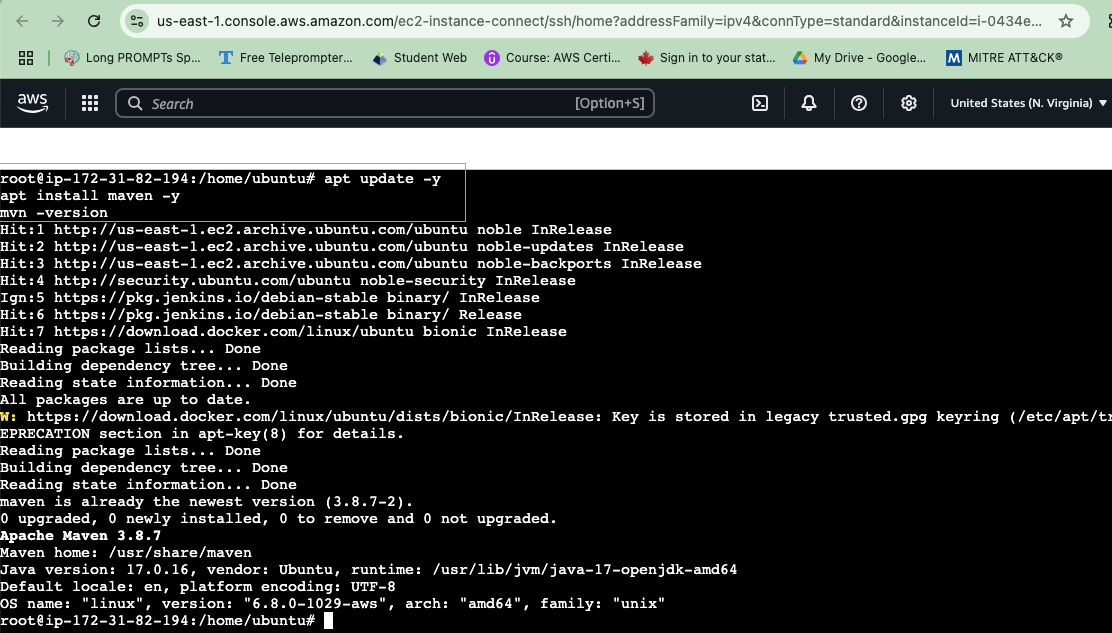 us-east-1.console.aws.amazon.com/ec2-instance-connect/ssh/home?addressFamily=ipv4&connType=standard&instanceId=i-0434e...
Long PROMPTs Sp... Free Teleprompter... Student Web Course: AWS Certi... Sign in to your stat... My Drive - Google... MITRE ATT&CK®
aws Search [Option+S] United States (N. Virginia)
root@ip-172-31-82-194:/home/ubuntu# apt update -y
apt install maven -y
mvn -version
Hit:1 http://us-east-1.ec2.archive.ubuntu.com/ubuntu noble InRelease
Hit:2 http://us-east-1.ec2.archive.ubuntu.com/ubuntu noble-updates InRelease
Hit:3 http://us-east-1.ec2.archive.ubuntu.com/ubuntu noble-backports InRelease
Hit:4 http://security.ubuntu.com/ubuntu noble-security InRelease
Ign:5 https://pkg.jenkins.io/debian-stable binary/ InRelease
Hit:6 https://pkg.jenkins.io/debian-stable binary/ Release
Hit:7 https://download.docker.com/linux/ubuntu bionic InRelease
Reading package lists... Done
Building dependency tree... Done
Reading state information... Done
All packages are up to date.
W: https://download.docker.com/linux/ubuntu/dists/bionic/InRelease: Key is stored in legacy trusted.gpg keyring (/etc/apt/tr
EPRECATION section in apt-key(8) for details.
Reading package lists... Done
Building dependency tree... Done
Reading state information... Done
maven is already the newest version (3.8.7-2).
0 upgraded, 0 newly installed, 0 to remove and 0 not upgraded.
Apache Maven 3.8.7
Maven home: /usr/share/maven
Java version: 17.0.16, vendor: Ubuntu, runtime: /usr/lib/jvm/java-17-openjdk-amd64
Default locale: en, platform encoding: UTF-8
OS name: "linux", version: "6.8.0-1029-aws", arch: "amd64", family: "unix"
root@ip-172-31-82-194:/home/ubuntu#